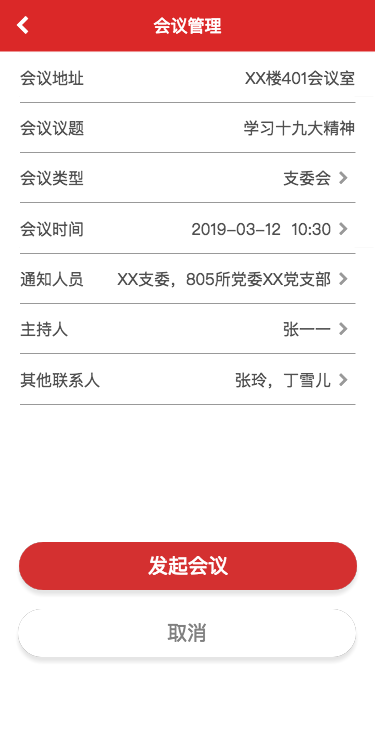 会议管理
会议地址 XX楼401会议室
会议议题 学习十九大精神
会议类型 支委会
会议时间 2019-03-12 10:30
通知人员 XX支委，805所党委XX党支部
主持人 张一一
其他联系人 张玲，丁雪儿
发起会议
取消